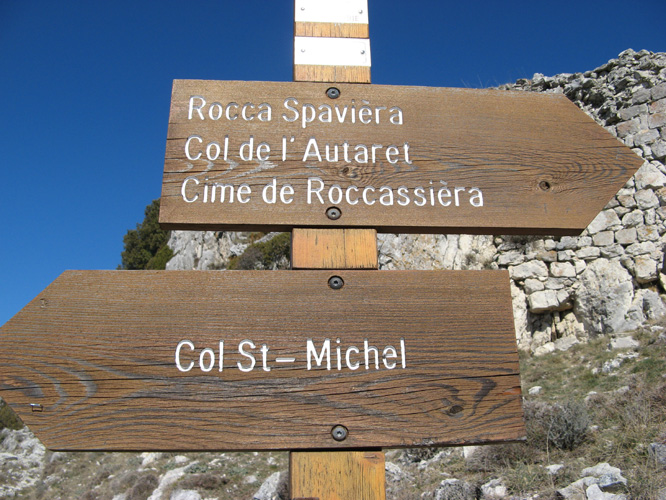 Rocca Spavièra
Col de l'Autaret
Cime de Roccassièra
Col St-Michel